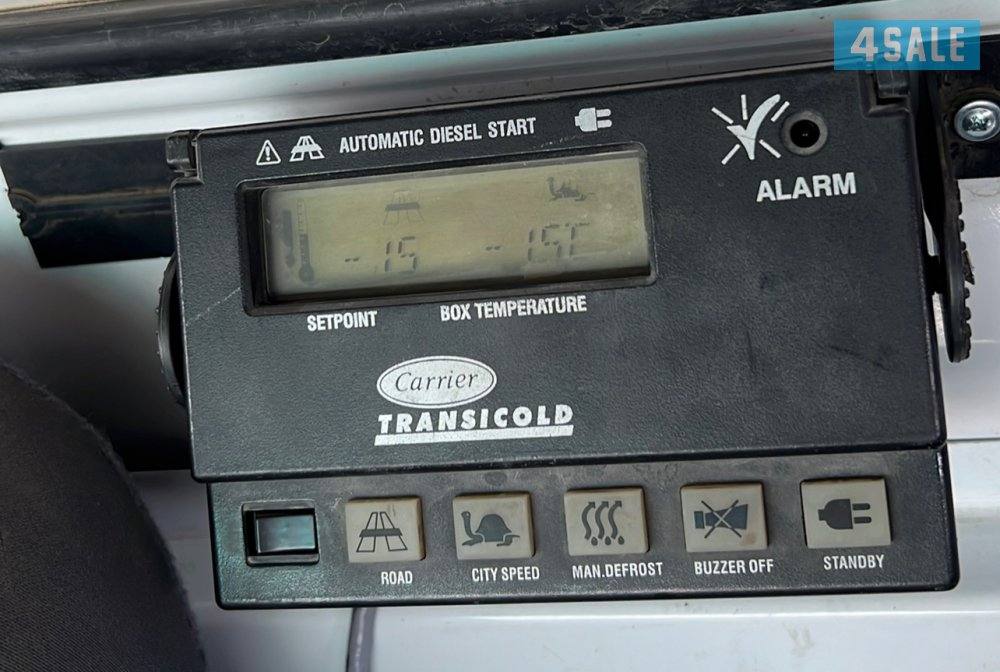 4SALE
AUTOMATIC DIESEL START
ALARM
-15 -15C
SETPOINT BOX TEMPERATURE
Carrier
TRANSICOLD
ROAD CITY SPEED MAN.DEFROST BUZZER OFF STANDBY